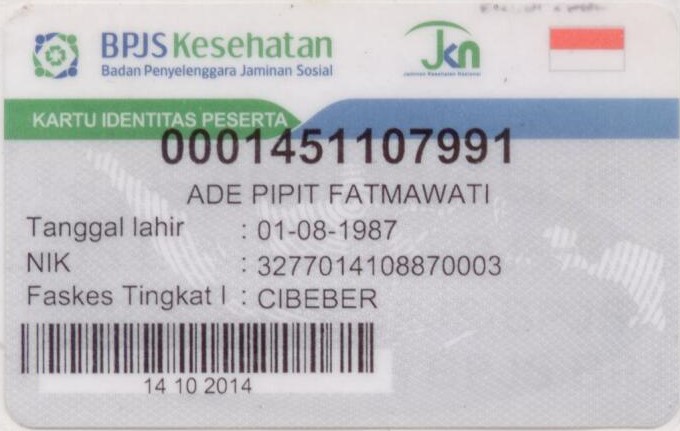 BPJS Kesehatan
Badan Penyelenggara Jaminan Sosial
Jkn
Jaminan Kesehatan Nasional
KARTU IDENTITAS PESERTA
0001451107991
ADE PIPIT FATMAWATI
Tanggal lahir : 01-08-1987
NIK : 3277014108870003
Faskes Tingkat I : CIBEBER
14 10 2014